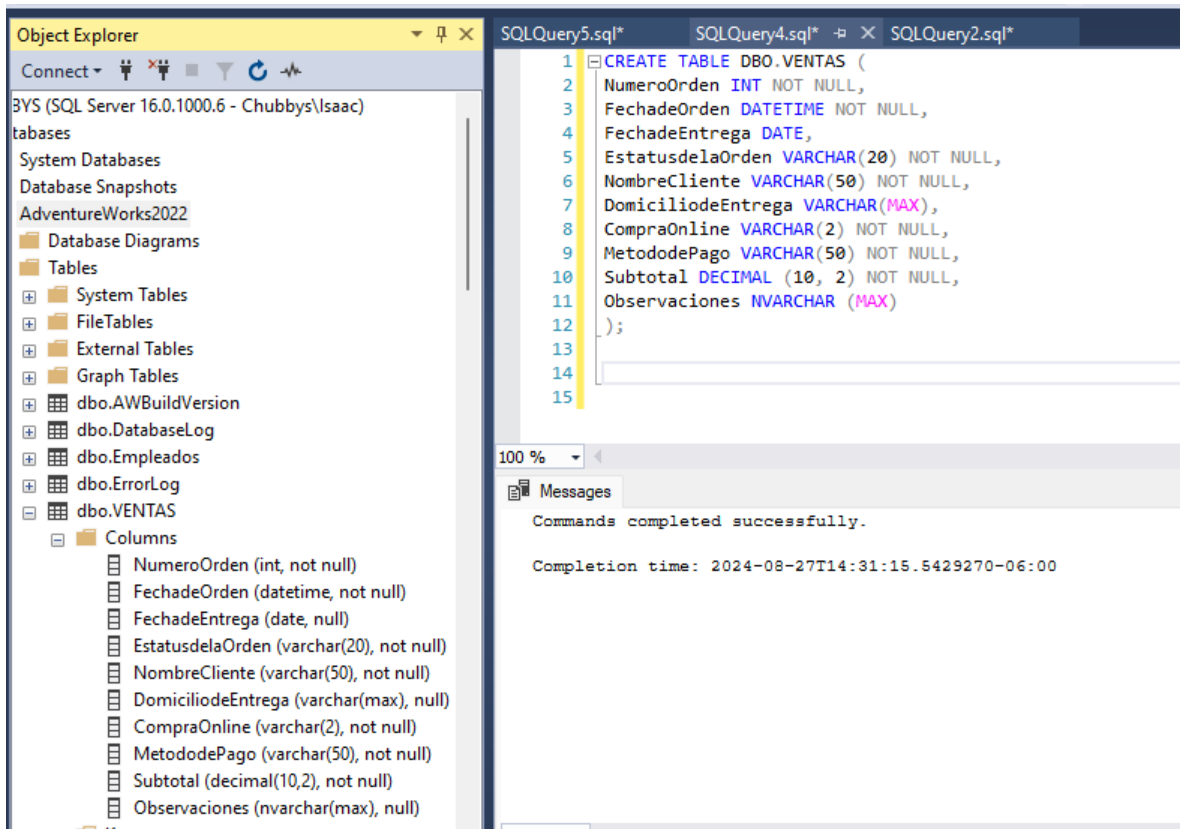 Object Explorer
Connect
BYS (SQL Server 16.0.1000.6 - Chubbys\Isaac)
tabases
System Databases
Database Snapshots
AdventureWorks2022
Database Diagrams
Tables
System Tables
FileTables
External Tables
Graph Tables
dbo.AWBuildVersion
dbo.DatabaseLog
dbo.Empleados
dbo.ErrorLog
dbo.VENTAS
Columns
NumeroOrden (int, not null)
FechadeOrden (datetime, not null)
FechadeEntrega (date, null)
EstatusdelaOrden (varchar(20), not null)
NombreCliente (varchar(50), not null)
DomiciliodeEntrega (varchar(max), null)
CompraOnline (varchar(2), not null)
MetododePago (varchar(50), not null)
Subtotal (decimal(10,2), not null)
Observaciones (nvarchar(max), null)
SQLQuery5.sql* SQLQuery4.sql* SQLQuery2.sql*
1 CREATE TABLE DBO.VENTAS (
2 NumeroOrden INT NOT NULL,
3 FechadeOrden DATETIME NOT NULL,
4 FechadeEntrega DATE,
5 EstatusdelaOrden VARCHAR(20) NOT NULL,
6 NombreCliente VARCHAR(50) NOT NULL,
7 DomiciliodeEntrega VARCHAR(MAX),
8 CompraOnline VARCHAR(2) NOT NULL,
9 MetododePago VARCHAR(50) NOT NULL,
10 Subtotal DECIMAL (10, 2) NOT NULL,
11 Observaciones NVARCHAR (MAX)
12 );
13
14
15
100 %
Messages
Commands completed successfully.
Completion time: 2024-08-27T14:31:15.5429270-06:00